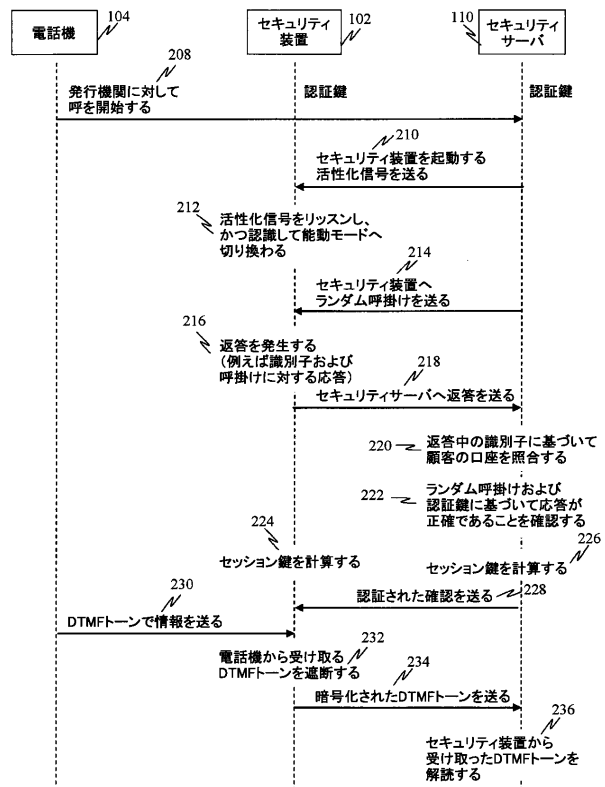 電話機
104
セキュリティ
装置
102
110
セキュリティ
サーバ
208
発行機関に対して
呼を開始する
認証鍵
認証鍵
210
セキュリティ装置を起動する
活性化信号を送る
212
活性化信号をリッスンし、
かつ認識して能動モードへ
切り換わる
214
セキュリティ装置へ
ランダム呼掛けを送る
216
返答を発生する
(例えば識別子および
呼掛けに対する応答)
218
セキュリティサーバへ返答を送る
220
返答中の識別子に基づいて
顧客の口座を照合する
222
ランダム呼掛けおよび
認証鍵に基づいて応答が
正確であることを確認する
224
セッション鍵を計算する
226
セッション鍵を計算する
228
認証された確認を送る
230
DTMFトーンで情報を送る
232
電話機から受け取る
DTMFトーンを遮断する
234
暗号化されたDTMFトーンを送る
236
セキュリティ装置から
受け取ったDTMFトーンを
解読する